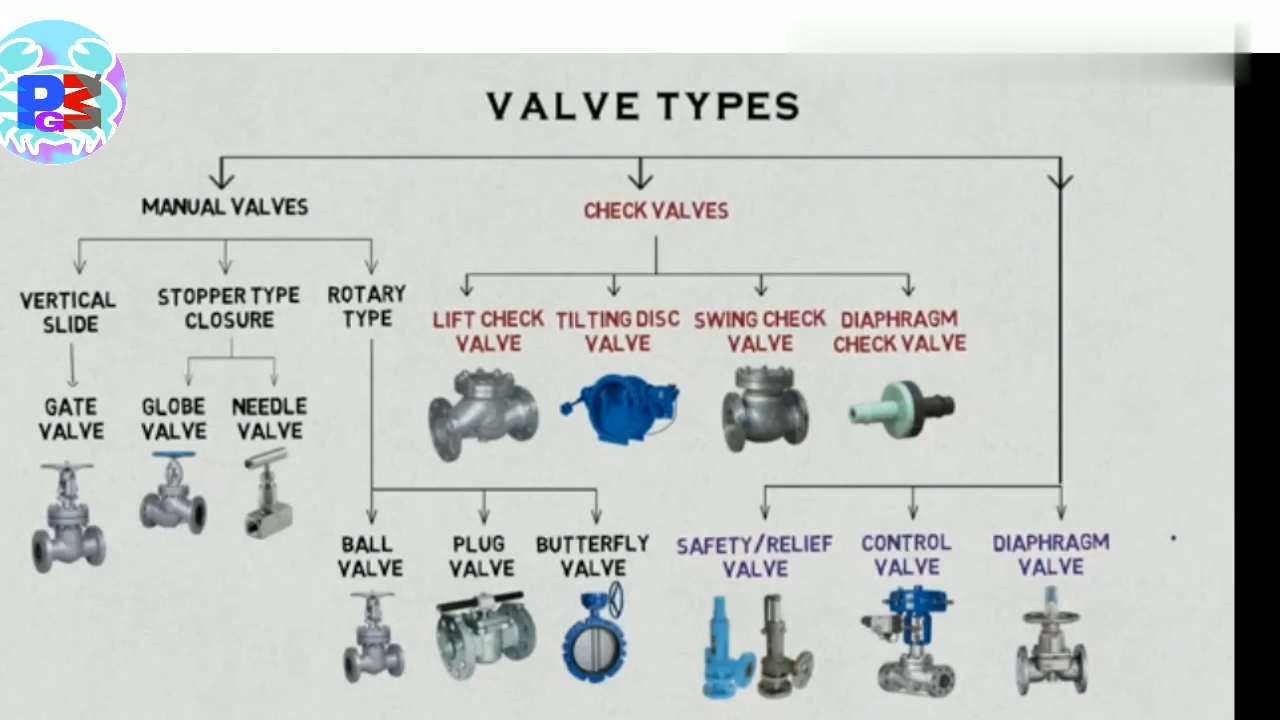 PMS
G
VALVE TYPES
MANUAL VALVES
CHECK VALVES
VERTICAL
SLIDE
STOPPER TYPE
CLOSURE
ROTARY
TYPE
LIFT CHECK
VALVE
TILTING DISC
VALVE
SWING CHECK
VALVE
DIAPHRAGM
CHECK VALVE
GATE
VALVE
GLOBE
VALVE
NEEDLE
VALVE
BALL
VALVE
PLUG
VALVE
BUTTERFLY
VALVE
SAFETY/RELIEF
VALVE
CONTROL
VALVE
DIAPHRAGM
VALVE